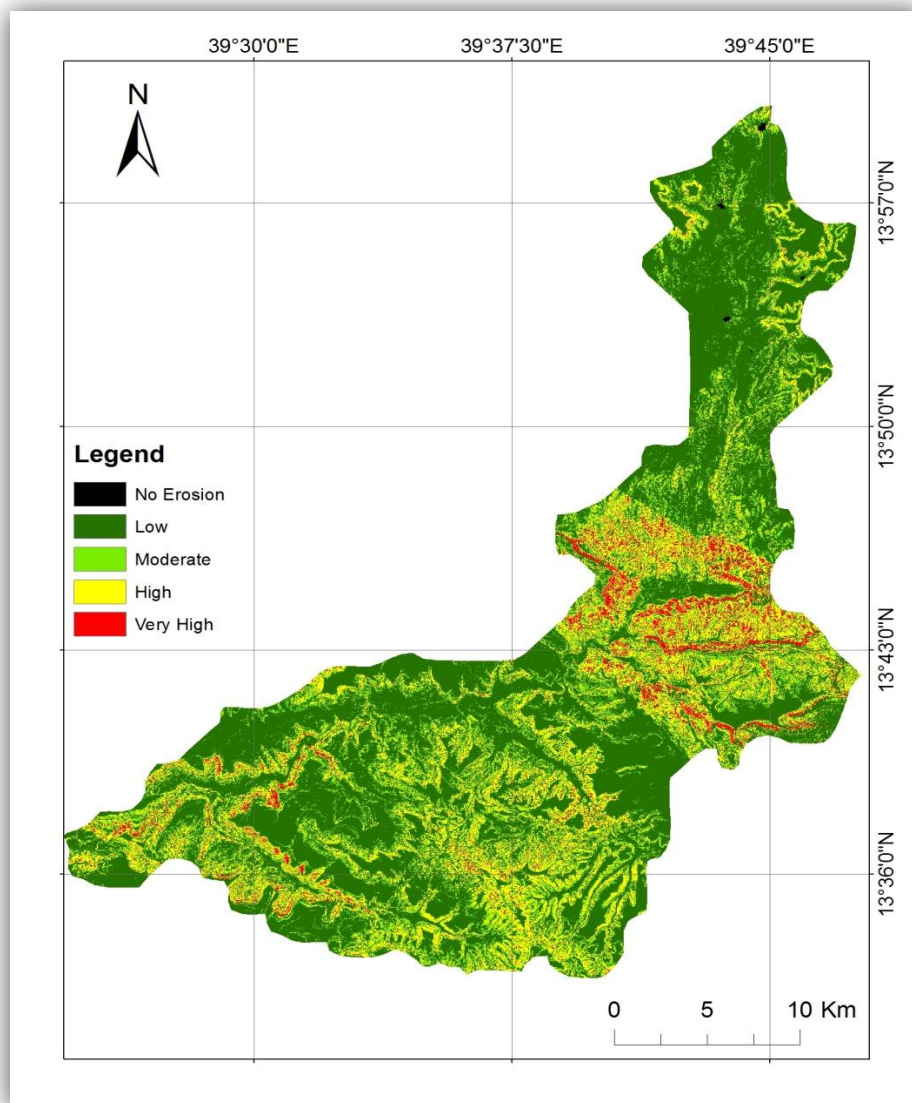 39°30'0"E 39°37'30"E 39°45'0"E
N
13°57'0"N
13°50'0"N
Legend
No Erosion
Low
Moderate
High
Very High
13°43'0"N
13°36'0"N
0 5 10 Km